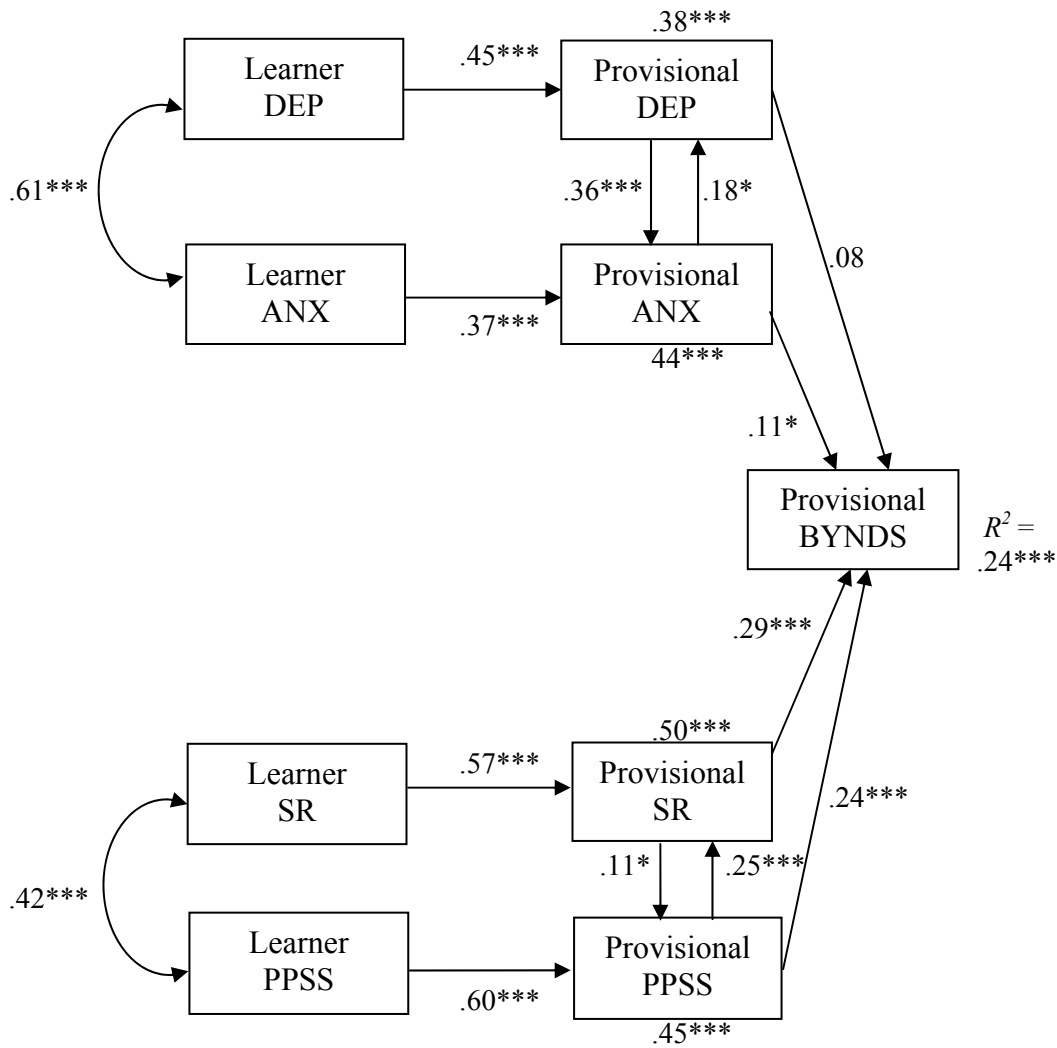 .38***
Learner
DEP
.45***
Provisional
DEP
.61***
.36***
.18*
.08
Learner
ANX
.37***
Provisional
ANX
44***
.11*
Provisional
BYNDS
R² =
.24***
.29***
.50***
Learner
SR
.57***
Provisional
SR
.24***
.42***
.11*
.25***
Learner
PPSS
.60***
Provisional
PPSS
.45***